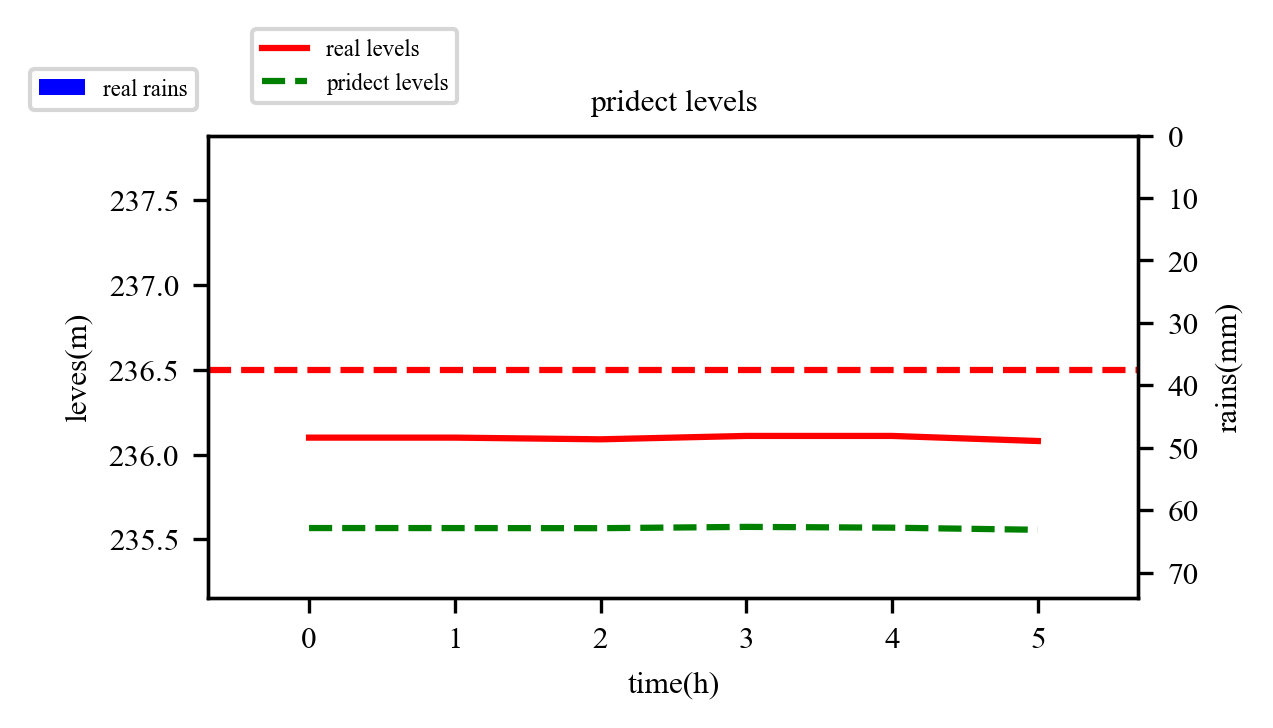 real levels
pridect levels
real rains
pridect levels
237.5
237.0
236.5
236.0
235.5
leves(m)
0
10
20
30
40
50
60
70
rains(mm)
0 1 2 3 4 5
time(h)